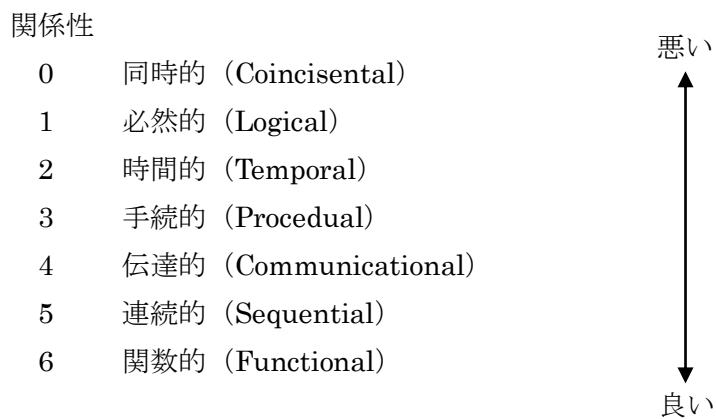 関係性
悪い
0 同時的（Coincisental）
1 必然的（Logical）
2 時間的（Temporal）
3 手続的（Procedual）
4 伝達的（Communicational）
5 連続的（Sequential）
6 関数的（Functional）
良い